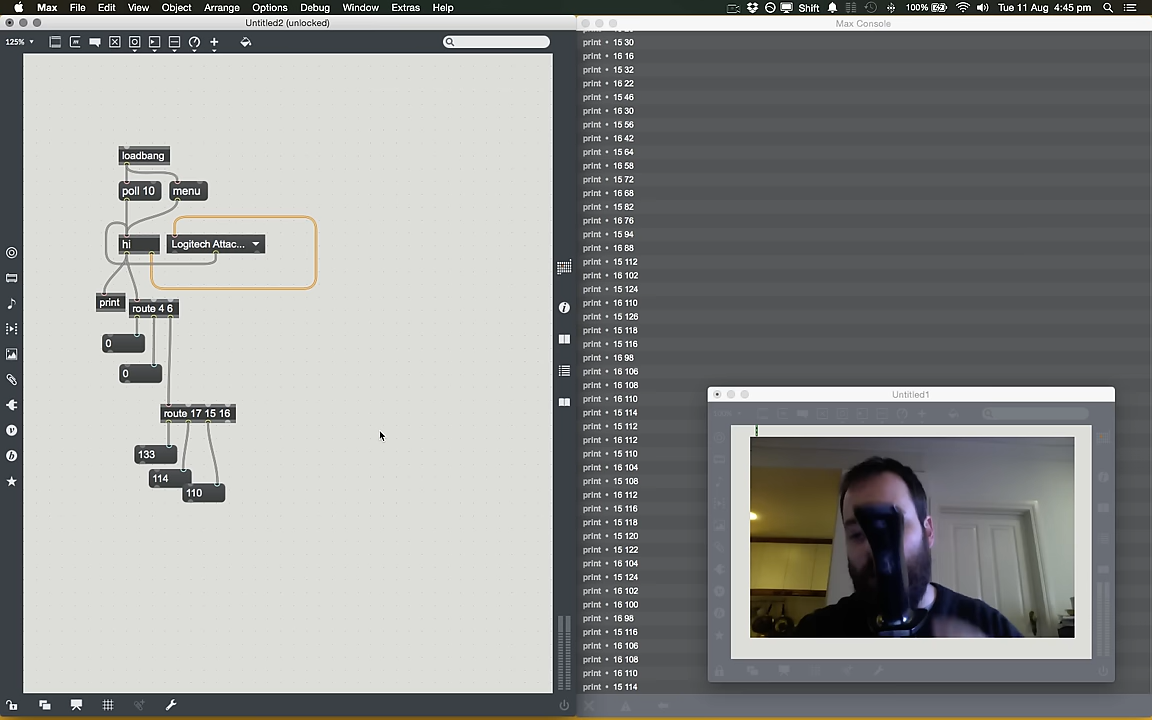 Max File Edit View Object Arrange Options Debug Window Extras Help Shift 100% Tue 11 Aug 4:45 pm
Untitled2 (unlocked)
Max Console
125%
loadbang
poll 10 menu
hi Logitech Attac...
print route 4 6
0
0
route 17 15 16
133
114
110
print • 15 30
print • 16 16
print • 15 32
print • 16 22
print • 15 46
print • 16 30
print • 15 56
print • 16 42
print • 15 64
print • 16 58
print • 15 72
print • 16 68
print • 15 82
print • 16 76
print • 15 94
print • 16 88
print • 15 112
print • 16 102
print • 15 124
print • 16 110
print • 15 126
print • 15 118
print • 15 116
print • 16 98
print • 16 106
print • 16 108
print • 16 110
print • 15 114
print • 15 112
print • 16 112
print • 15 110
print • 16 104
print • 15 108
print • 16 112
print • 15 116
print • 15 118
print • 15 120
print • 15 122
print • 16 104
print • 15 124
print • 16 102
print • 16 100
print • 16 98
print • 15 116
print • 16 106
print • 16 108
print • 16 110
print • 15 114
Untitled1